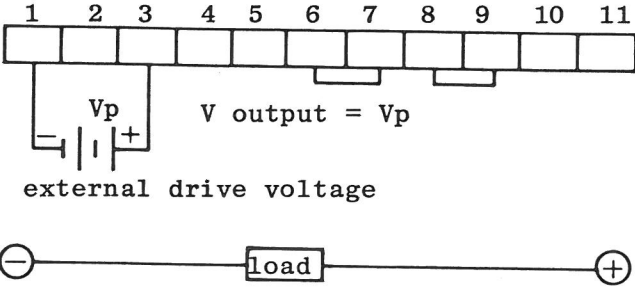 1 2 3 4 5 6 7 8 9 10 11
Vp
V output = Vp
− +
external drive voltage
− load +